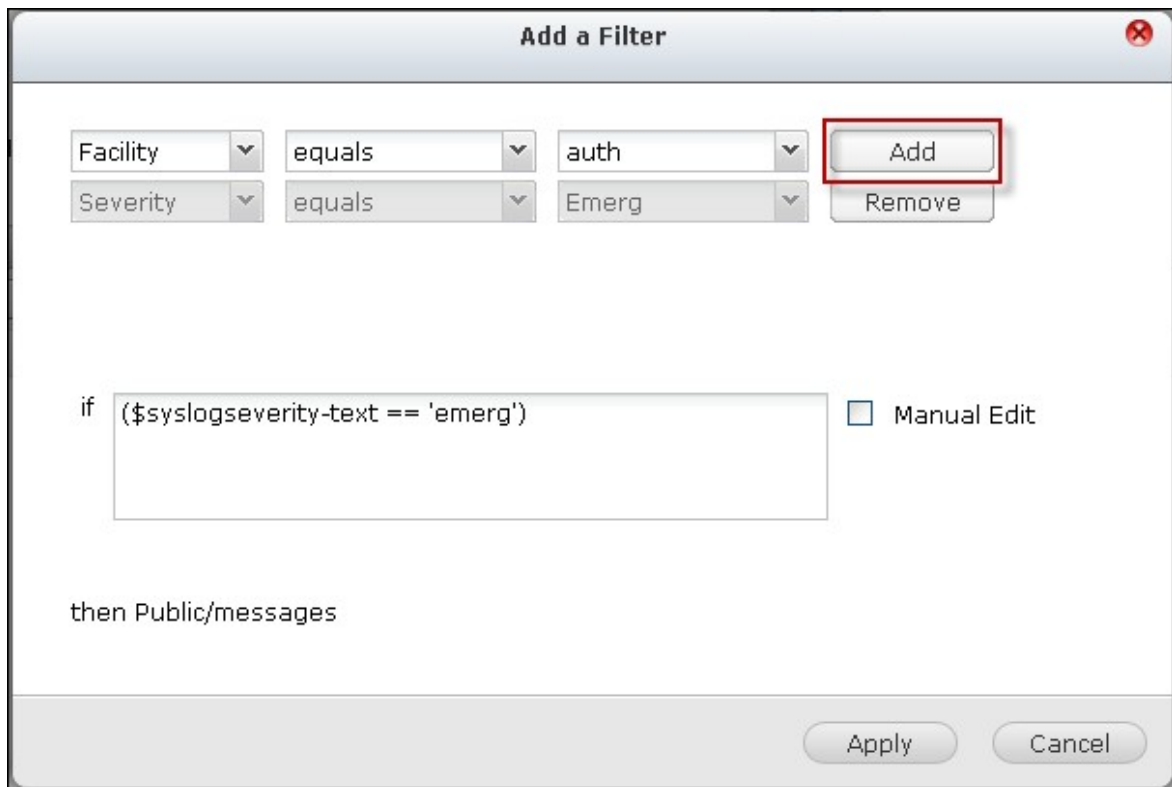 Add a Filter
Facility equals auth Add
Severity equals Emerg Remove
if ($syslogseverity-text == 'emerg') Manual Edit
then Public/messages
Apply Cancel